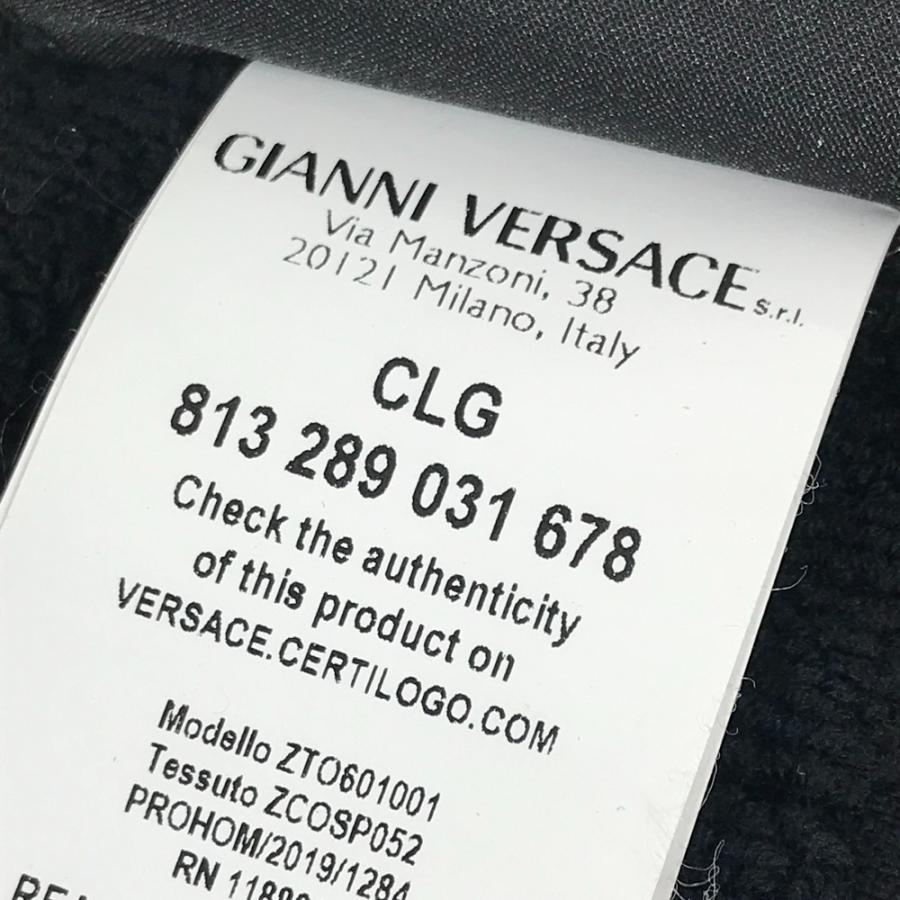 GIANNI VERSACE s.r.l.
Via Manzoni, 38
20121 Milano, Italy
CLG
813 289 031 678
Check the authenticity
of this product on
VERSACE.CERTILOGO.COM
Modello ZTO601001
Tessuto ZCOSP052
PROHOM/2019/1284
RN